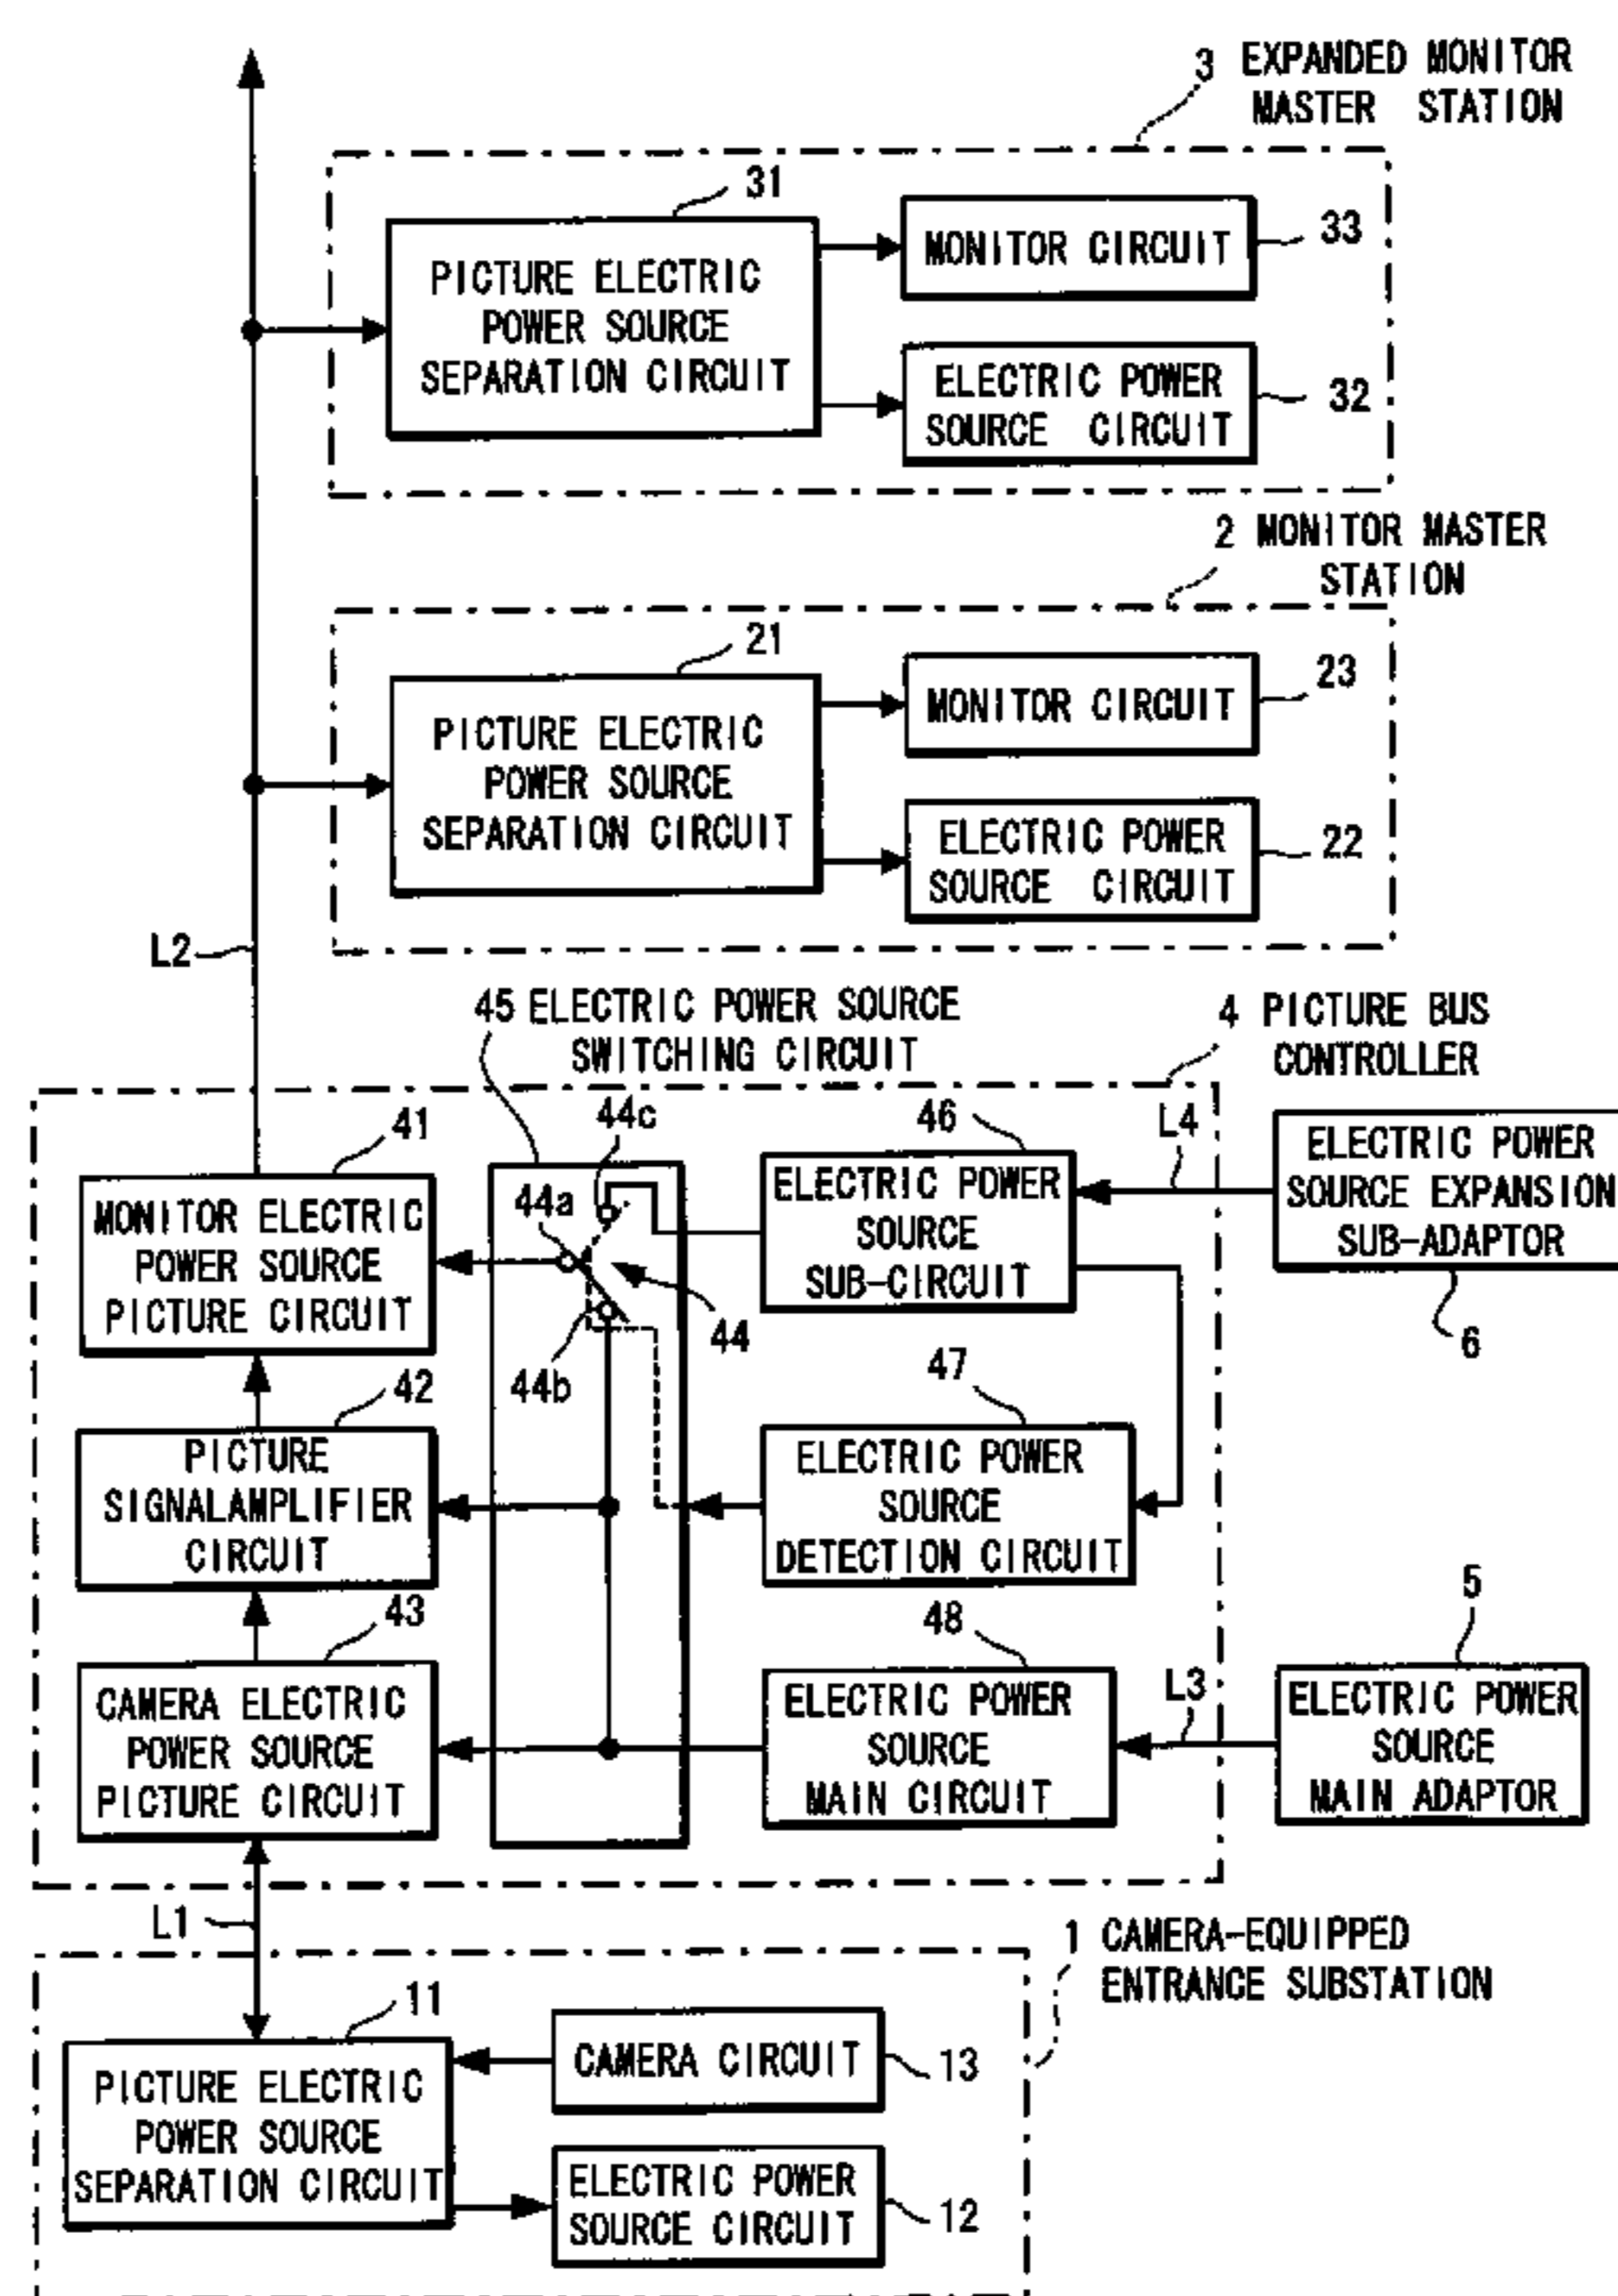 3 EXPANDED MONITOR
MASTER STATION
31
PICTURE ELECTRIC
POWER SOURCE
SEPARATION CIRCUIT
MONITOR CIRCUIT
33
ELECTRIC POWER
SOURCE CIRCUIT
32
2 MONITOR MASTER
STATION
21
PICTURE ELECTRIC
POWER SOURCE
SEPARATION CIRCUIT
MONITOR CIRCUIT
23
ELECTRIC POWER
SOURCE CIRCUIT
22
L2
45 ELECTRIC POWER SOURCE
SWITCHING CIRCUIT
4 PICTURE BUS
CONTROLLER
41
MONITOR ELECTRIC
POWER SOURCE
PICTURE CIRCUIT
44c
44a
44b
44
46
ELECTRIC POWER
SOURCE
SUB-CIRCUIT
L4
ELECTRIC POWER
SOURCE EXPANSION
SUB-ADAPTOR
6
42
PICTURE
SIGNALAMPLIFIER
CIRCUIT
47
ELECTRIC POWER
SOURCE
DETECTION CIRCUIT
43
CAMERA ELECTRIC
POWER SOURCE
PICTURE CIRCUIT
48
ELECTRIC POWER
SOURCE
MAIN CIRCUIT
L3
5
ELECTRIC POWER
SOURCE
MAIN ADAPTOR
L1
1 CAMERA-EQUIPPED
ENTRANCE SUBSTATION
11
PICTURE ELECTRIC
POWER SOURCE
SEPARATION CIRCUIT
CAMERA CIRCUIT
13
ELECTRIC POWER
SOURCE CIRCUIT
12